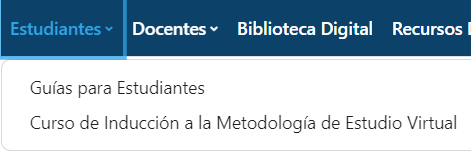 Estudiantes Docentes Biblioteca Digital Recursos
Guías para Estudiantes
Curso de Inducción a la Metodología de Estudio Virtual